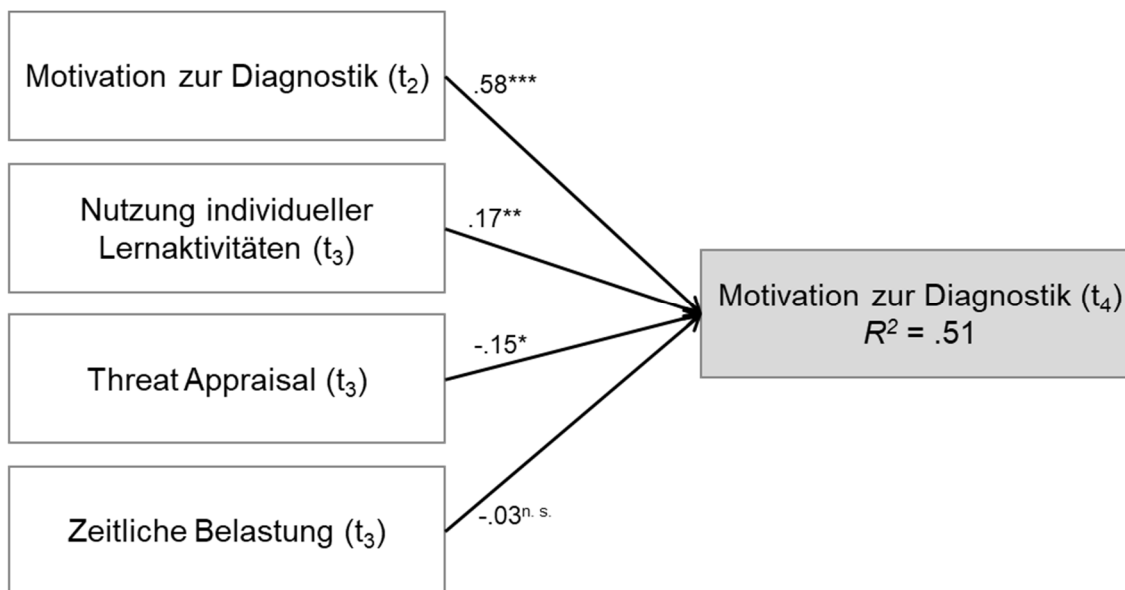 Motivation zur Diagnostik (t₂)
.58***
Nutzung individueller
Lernaktivitäten (t₃)
.17**
Motivation zur Diagnostik (t₄)
R² = .51
Threat Appraisal (t₃)
-.15*
Zeitliche Belastung (t₃)
-.03ⁿ· ˢ·